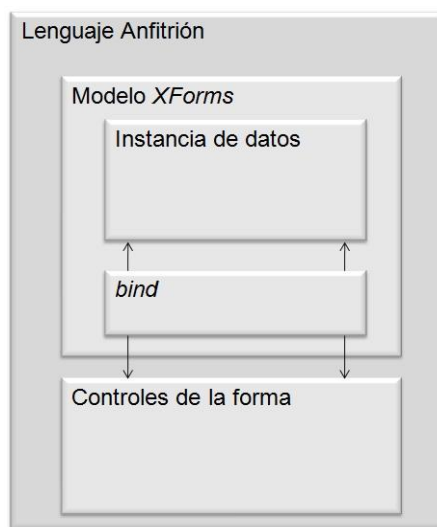 Lenguaje Anfitrión
Modelo XForms
Instancia de datos
bind
Controles de la forma